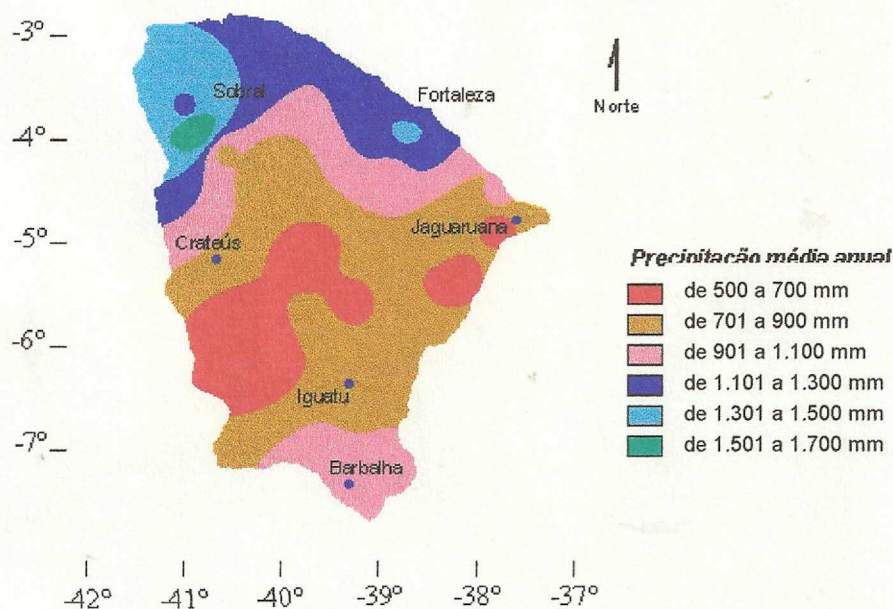 -3°
-4°
-5°
-6°
-7°
Sobral
Fortaleza
Norte
Jaguaruana
Crateús
Iguatu
Barbalha
Precipitação média anual
de 500 a 700 mm
de 701 a 900 mm
de 901 a 1.100 mm
de 1.101 a 1.300 mm
de 1.301 a 1.500 mm
de 1.501 a 1.700 mm
-42° -41° -40° -39° -38° -37°